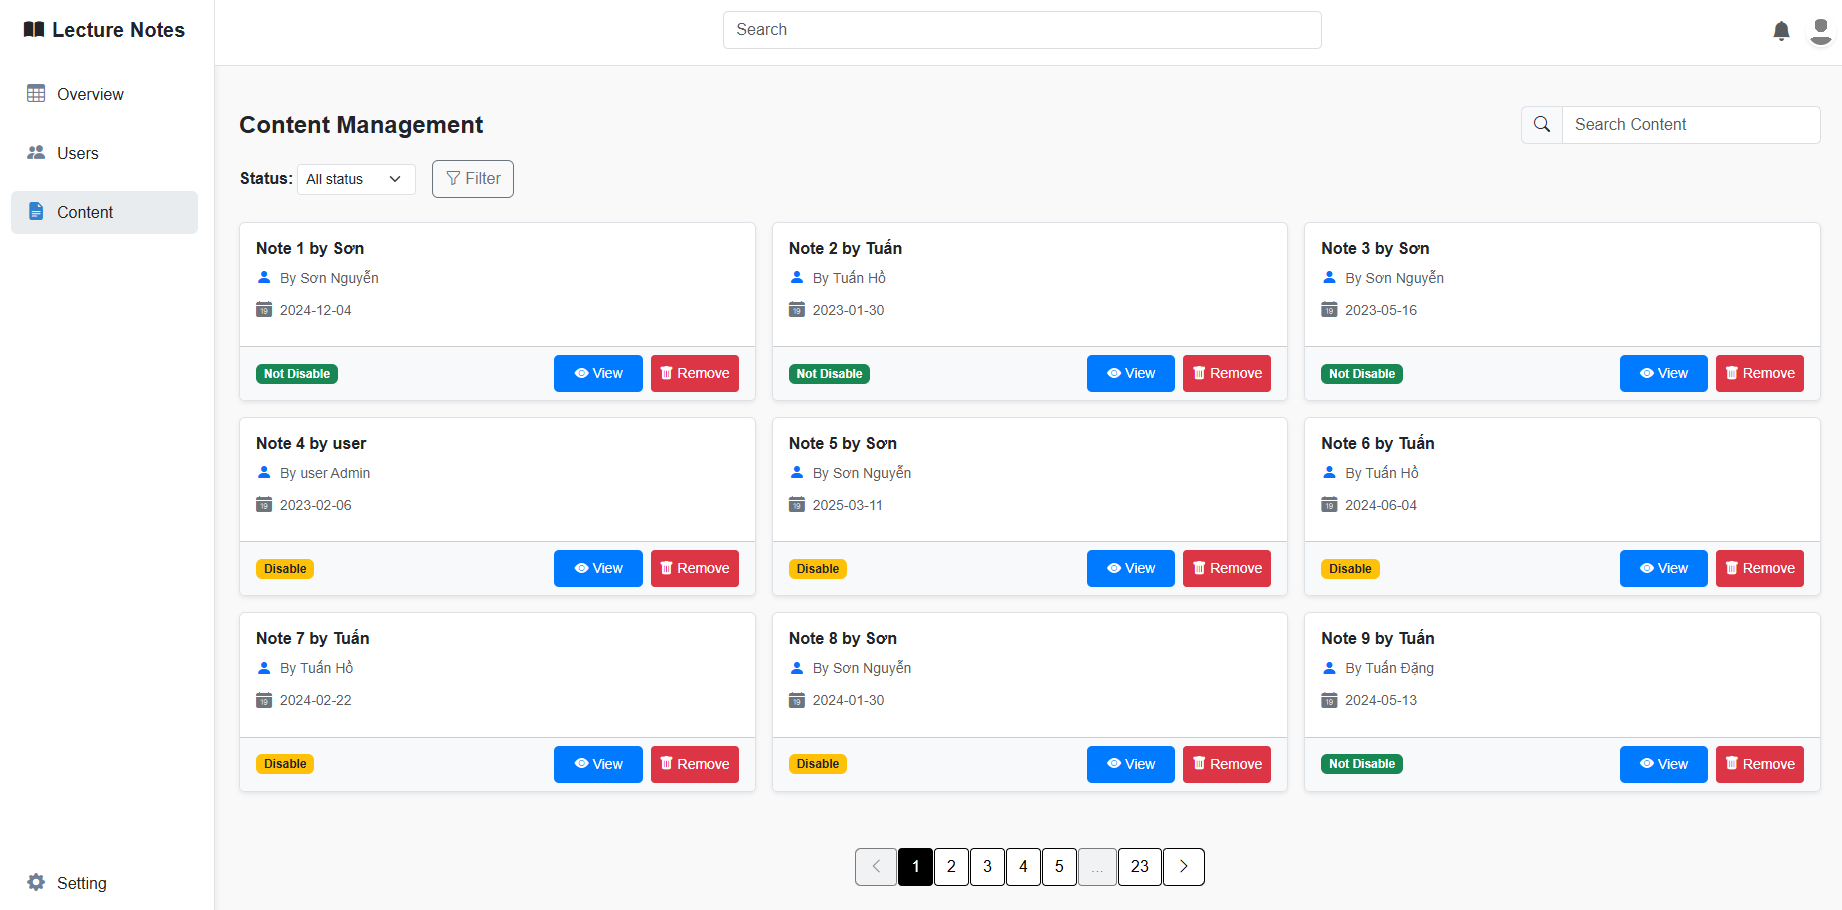 Lecture Notes
Search
Overview
Users
Content
Setting
Content Management
Search Content
Status: All status Filter
Note 1 by Sơn
By Sơn Nguyễn
2024-12-04
Not Disable View Remove
Note 2 by Tuấn
By Tuấn Hồ
2023-01-30
Not Disable View Remove
Note 3 by Sơn
By Sơn Nguyễn
2023-05-16
Not Disable View Remove
Note 4 by user
By user Admin
2023-02-06
Disable View Remove
Note 5 by Sơn
By Sơn Nguyễn
2025-03-11
Disable View Remove
Note 6 by Tuấn
By Tuấn Hồ
2024-06-04
Disable View Remove
Note 7 by Tuấn
By Tuấn Hồ
2024-02-22
Disable View Remove
Note 8 by Sơn
By Sơn Nguyễn
2024-01-30
Disable View Remove
Note 9 by Tuấn
By Tuấn Đặng
2024-05-13
Not Disable View Remove
1 2 3 4 5 ... 23